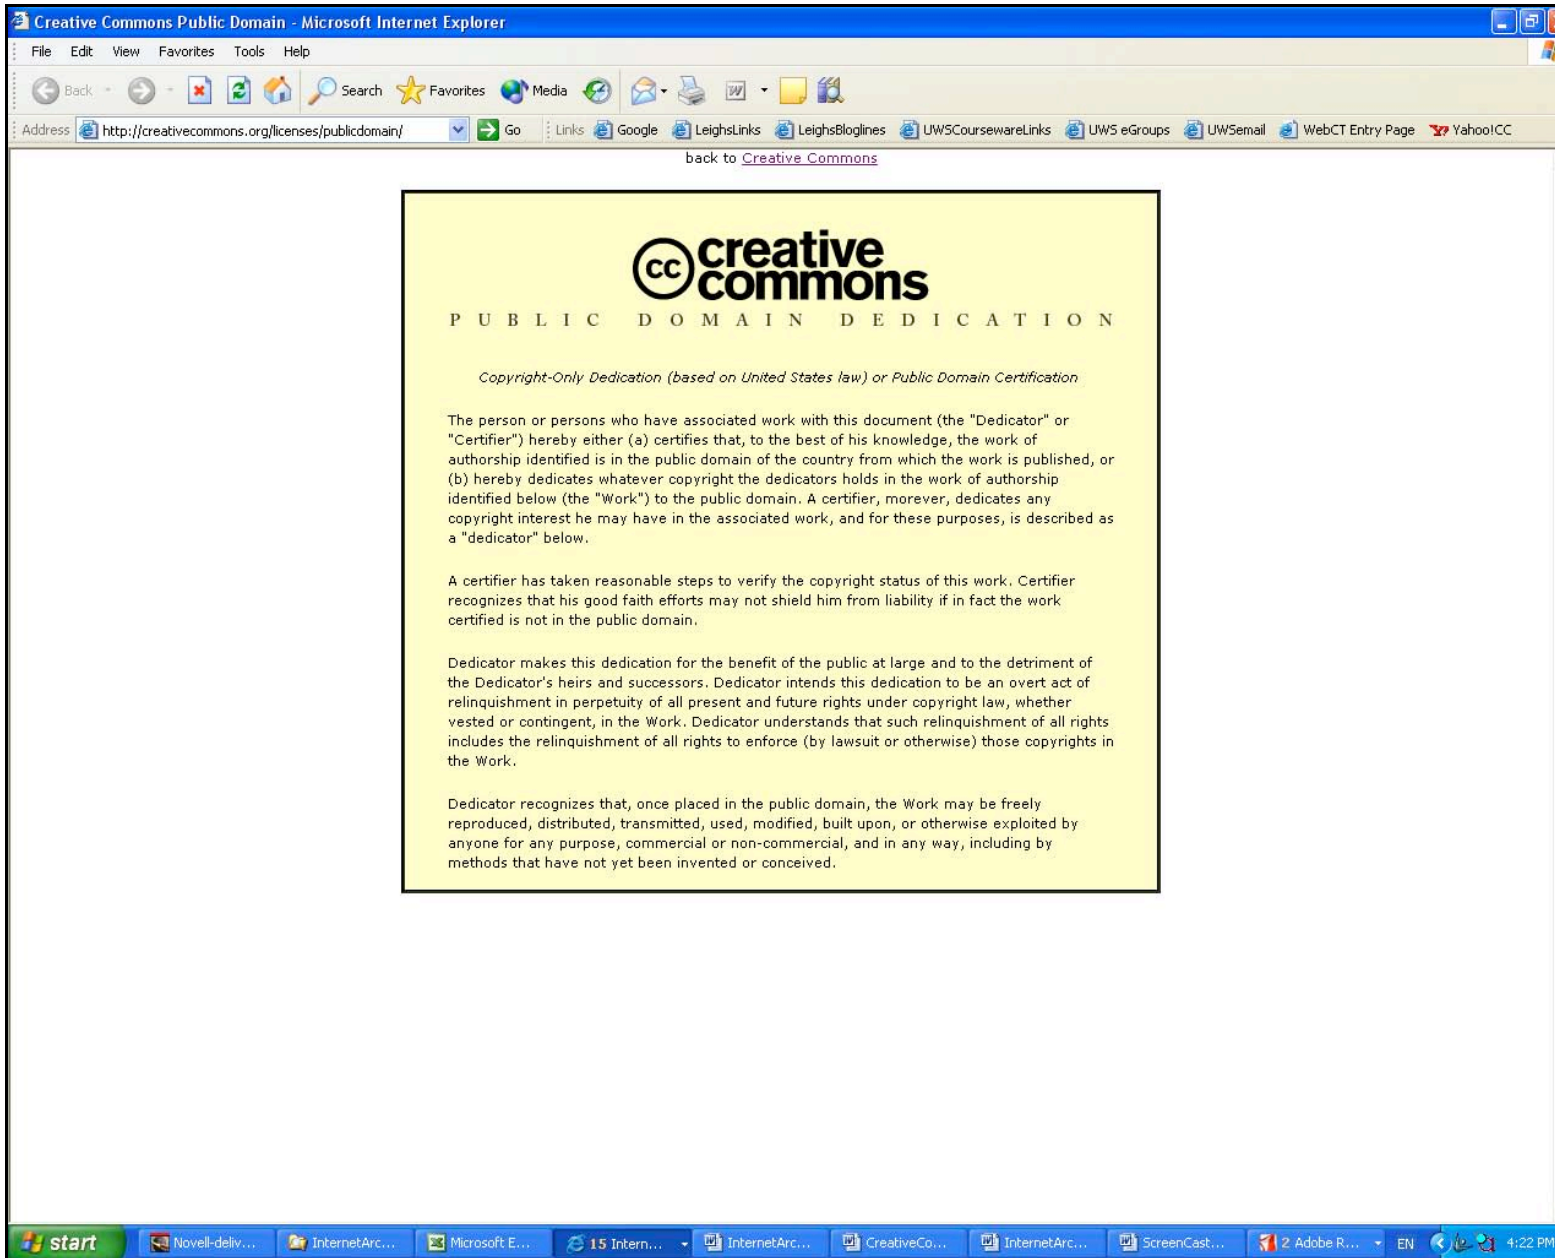 Creative Commons Public Domain - Microsoft Internet Explorer
File Edit View Favorites Tools Help
Back Search Favorites Media
Address http://creativecommons.org/licenses/publicdomain/ Go Links Google LeighsLinks LeighsBloglines UWSCoursewareLinks UWS eGroups UWSemail WebCT Entry Page Yahoo!CC
back to Creative Commons
cc creative
commons
PUBLIC DOMAIN DEDICATION
Copyright-Only Dedication (based on United States law) or Public Domain Certification
The person or persons who have associated work with this document (the "Dedicator" or
"Certifier") hereby either (a) certifies that, to the best of his knowledge, the work of
authorship identified is in the public domain of the country from which the work is published, or
(b) hereby dedicates whatever copyright the dedicators holds in the work of authorship
identified below (the "Work") to the public domain. A certifier, morever, dedicates any
copyright interest he may have in the associated work, and for these purposes, is described as
a "dedicator" below.
A certifier has taken reasonable steps to verify the copyright status of this work. Certifier
recognizes that his good faith efforts may not shield him from liability if in fact the work
certified is not in the public domain.
Dedicator makes this dedication for the benefit of the public at large and to the detriment of
the Dedicator's heirs and successors. Dedicator intends this dedication to be an overt act of
relinquishment in perpetuity of all present and future rights under copyright law, whether
vested or contingent, in the Work. Dedicator understands that such relinquishment of all rights
includes the relinquishment of all rights to enforce (by lawsuit or otherwise) those copyrights in
the Work.
Dedicator recognizes that, once placed in the public domain, the Work may be freely
reproduced, distributed, transmitted, used, modified, built upon, or otherwise exploited by
anyone for any purpose, commercial or non-commercial, and in any way, including by
methods that have not yet been invented or conceived.
start Novell-deliv... InternetArc... Microsoft E... 15 Intern... InternetArc... CreativeCo... InternetArc... ScreenCast... 2 Adobe R... EN 4:22 PM